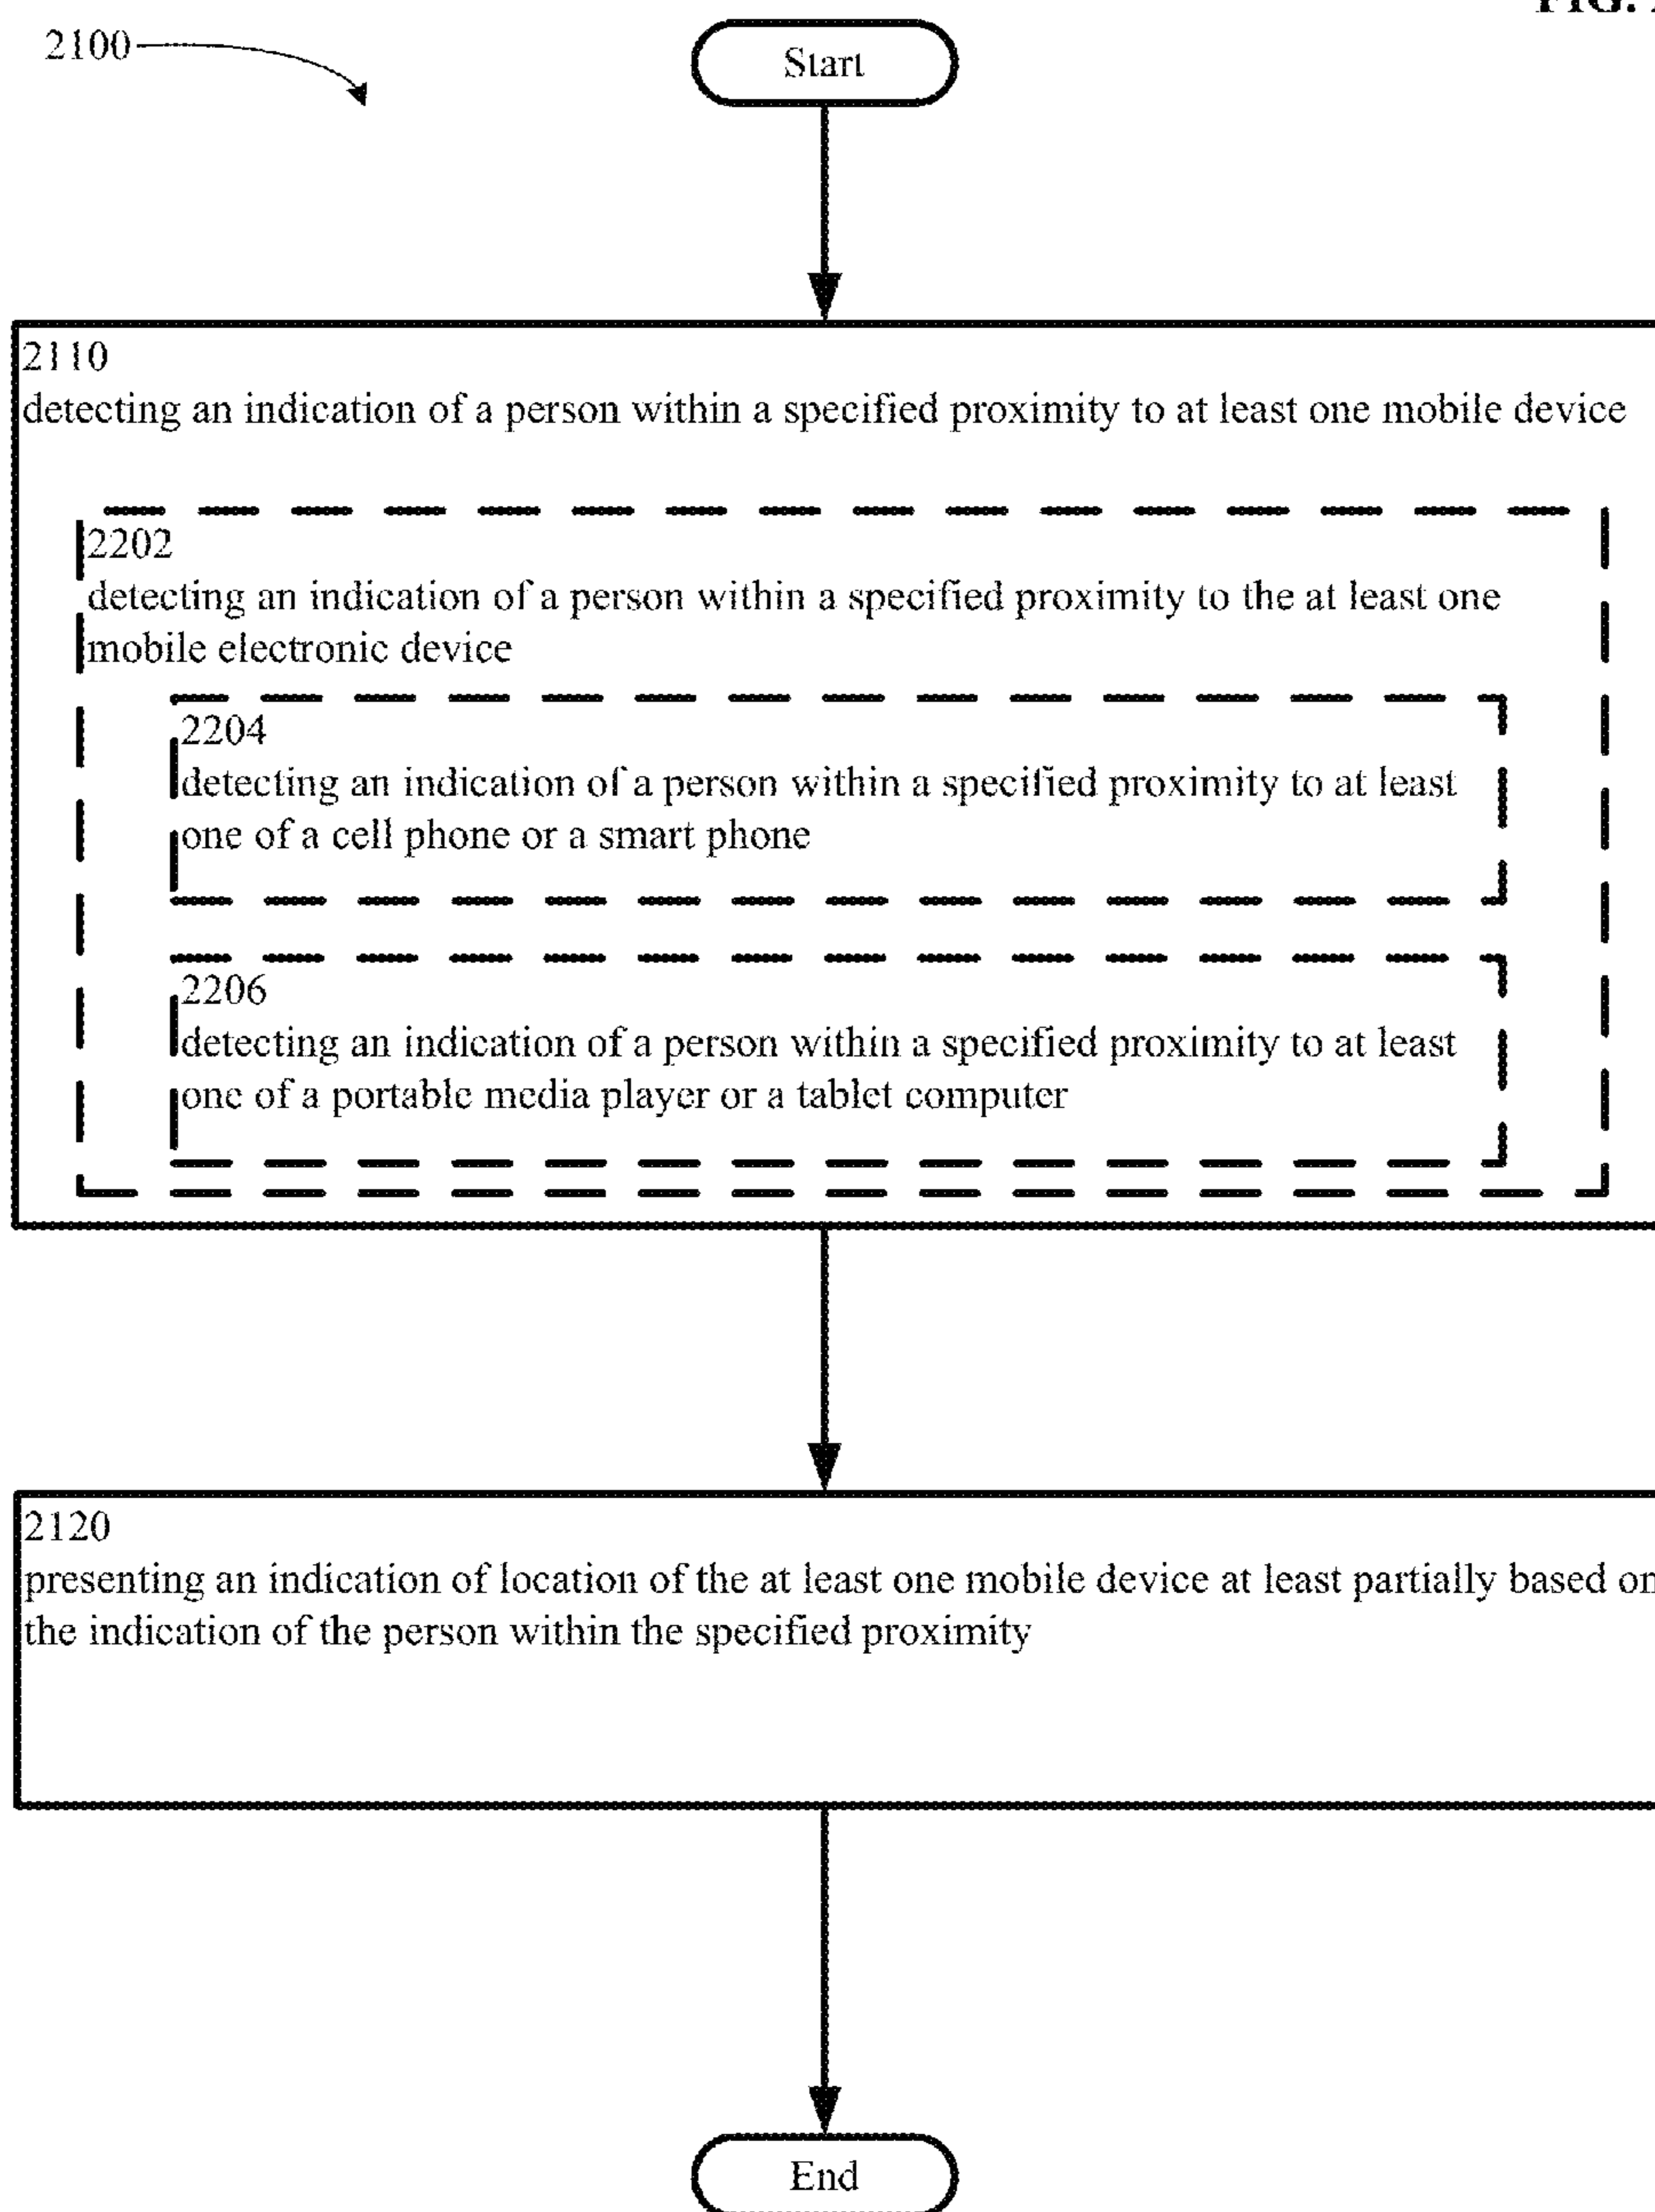 FIG.
2100
Start
2110
detecting an indication of a person within a specified proximity to at least one mobile device
2202
detecting an indication of a person within a specified proximity to the at least one
mobile electronic device
2204
detecting an indication of a person within a specified proximity to at least
one of a cell phone or a smart phone
2206
detecting an indication of a person within a specified proximity to at least
one of a portable media player or a tablet computer
2120
presenting an indication of location of the at least one mobile device at least partially based on
the indication of the person within the specified proximity
End